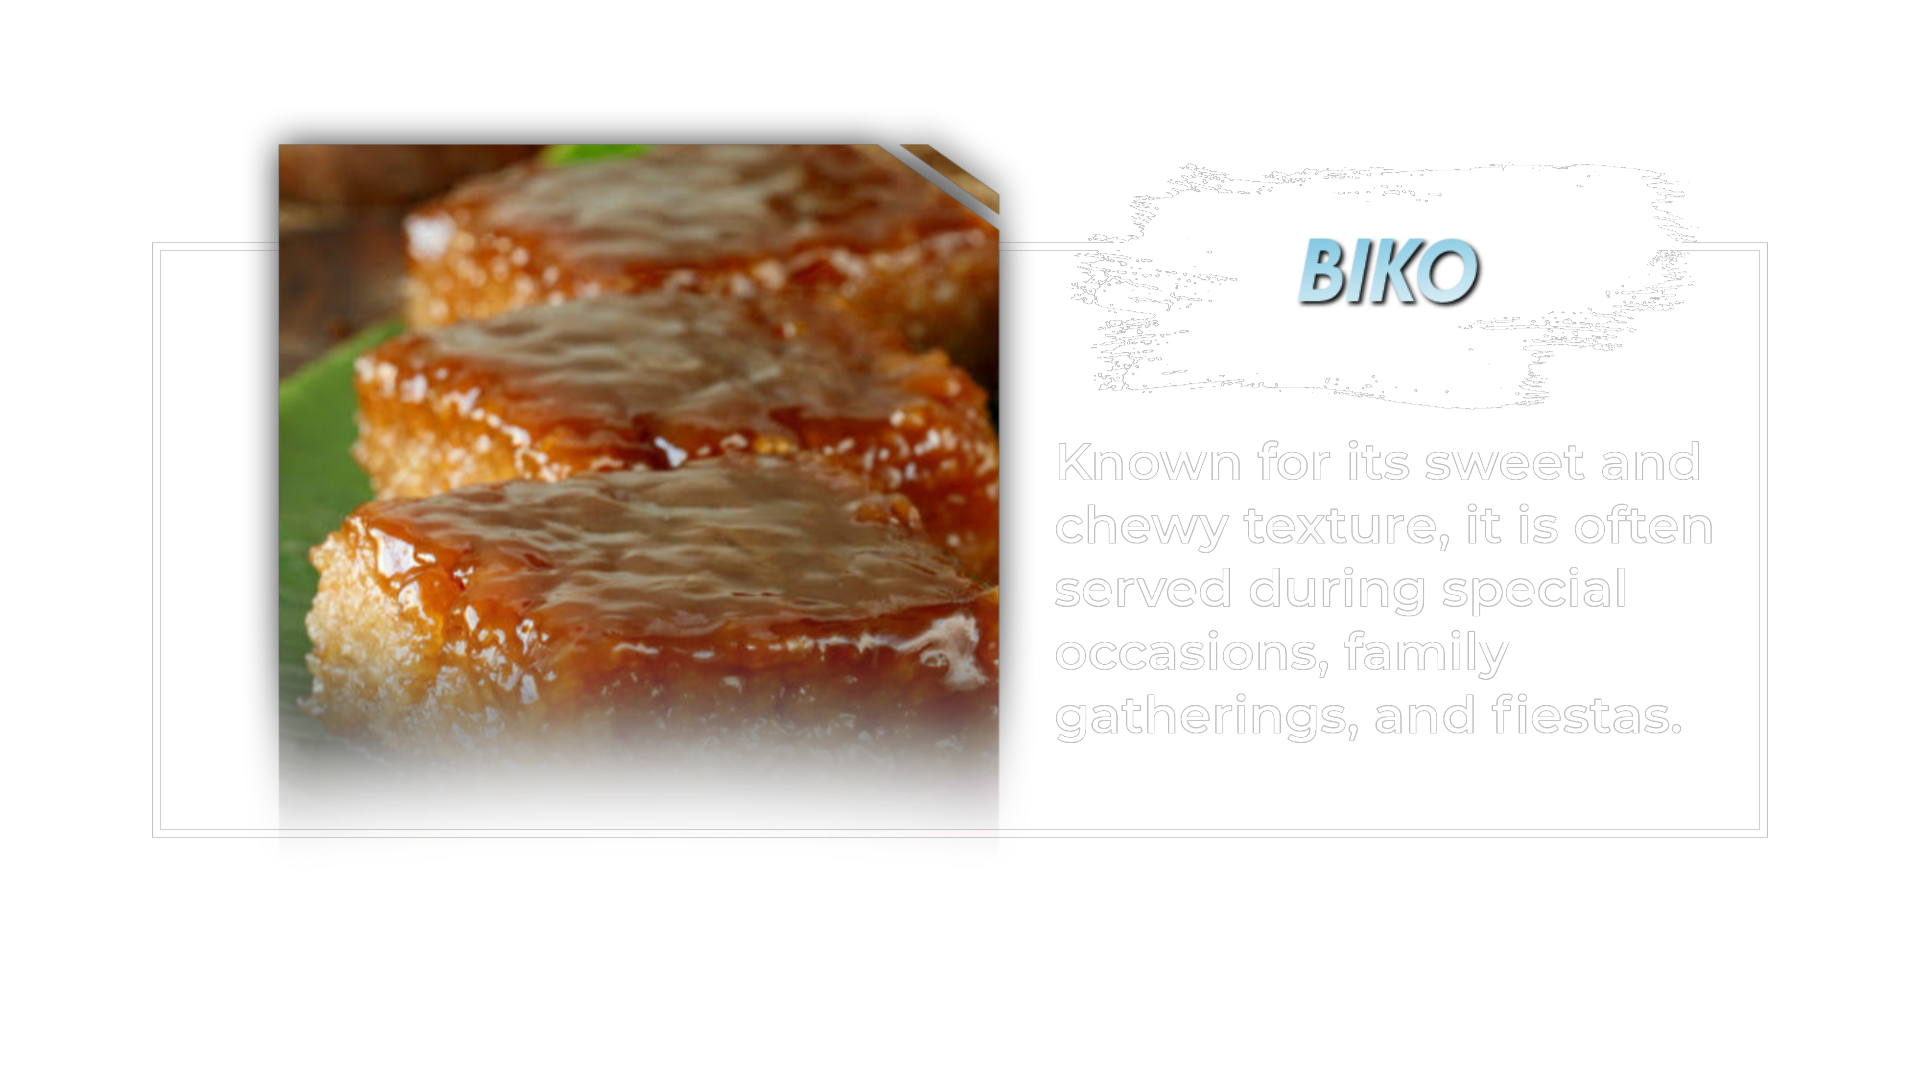 BIKO
Known for its sweet and
chewy texture, it is often
served during special
occasions, family
gatherings, and fiestas.